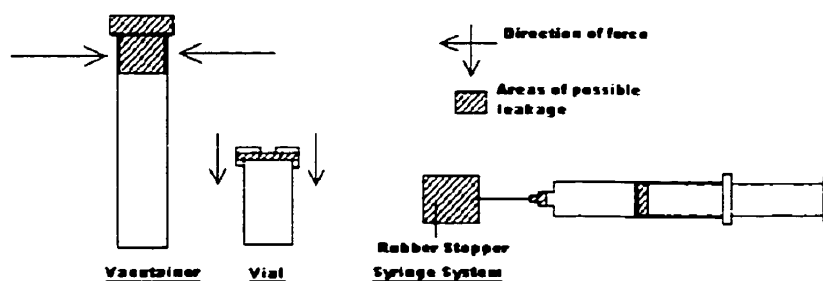 Direction of force
Areas of possible
leakage
Rubber Stopper
Vacutainer
Vial
Syringe System